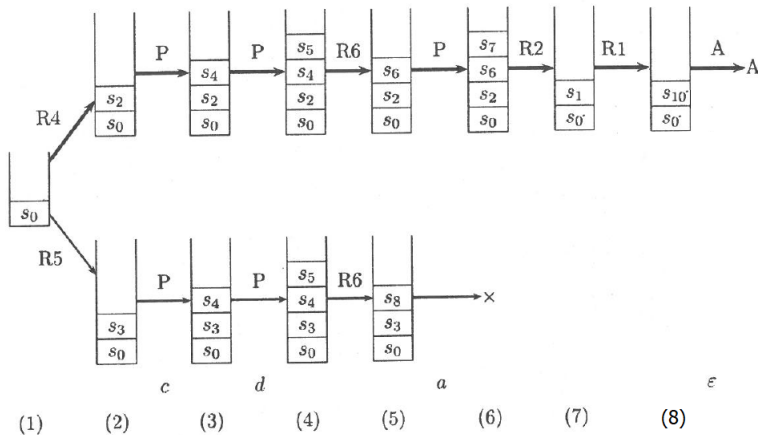 P P R6 P R2 R1 A
s5 s7
s4 s4 s6 s6 A
s2 s2 s2 s2 s2 s1 s10
s0 s0 s0 s0 s0 s0 s0
R4
s0
R5
P P R6
s5
s4 s4 s8 ×
s3 s3 s3 s3
s0 s0 s0 s0
c d a ε
(1) (2) (3) (4) (5) (6) (7) (8)